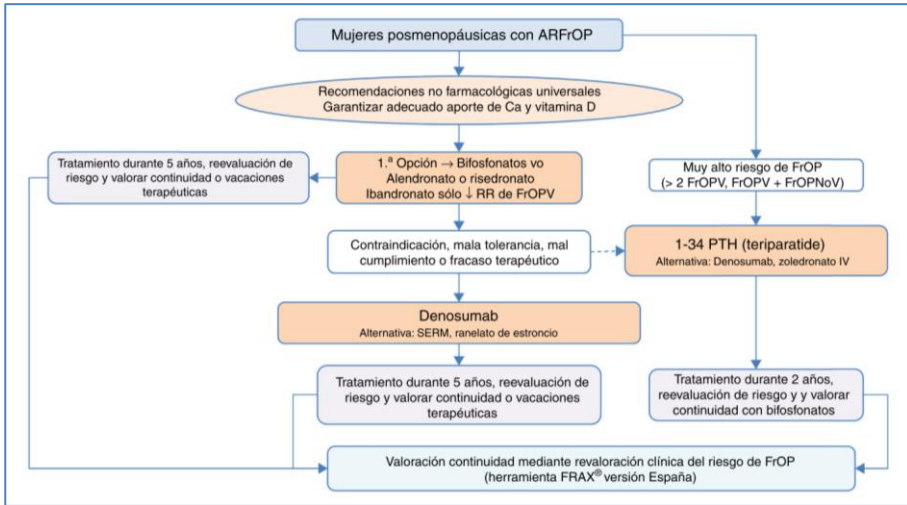 Mujeres posmenopáusicas con ARFrOP
Recomendaciones no farmacológicas universales
Garantizar adecuado aporte de Ca y vitamina D
Tratamiento durante 5 años, reevaluación de
riesgo y valorar continuidad o vacaciones
terapéuticas
1.ª Opción → Bifosfonatos vo
Alendronato o risedronato
Ibandronato sólo ↓ RR de FrOPV
Muy alto riesgo de FrOP
(> 2 FrOPV, FrOPV + FrOPNoV)
Contraindicación, mala tolerancia, mal
cumplimiento o fracaso terapéutico
1-34 PTH (teriparatide)
Alternativa: Denosumab, zoledronato IV
Denosumab
Alternativa: SERM, ranelato de estroncio
Tratamiento durante 5 años, reevaluación de
riesgo y valorar continuidad o vacaciones
terapéuticas
Tratamiento durante 2 años,
reevaluación de riesgo y y valorar
continuidad con bifosfonatos
Valoración continuidad mediante revaloración clínica del riesgo de FrOP
(herramienta FRAX® versión España)